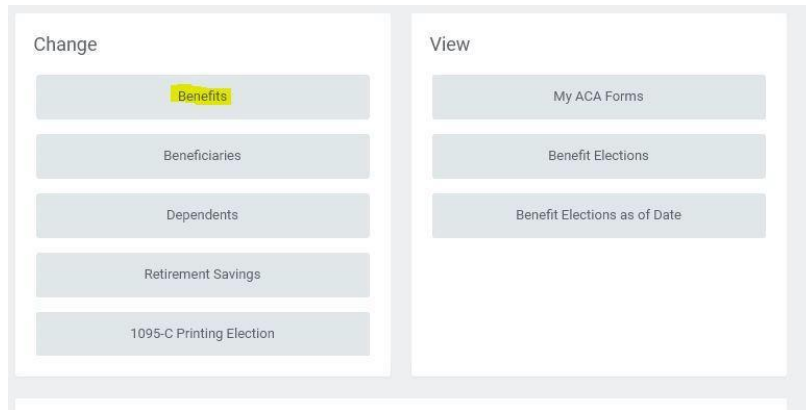 Change
Benefits
Beneficiaries
Dependents
Retirement Savings
1095-C Printing Election
View
My ACA Forms
Benefit Elections
Benefit Elections as of Date